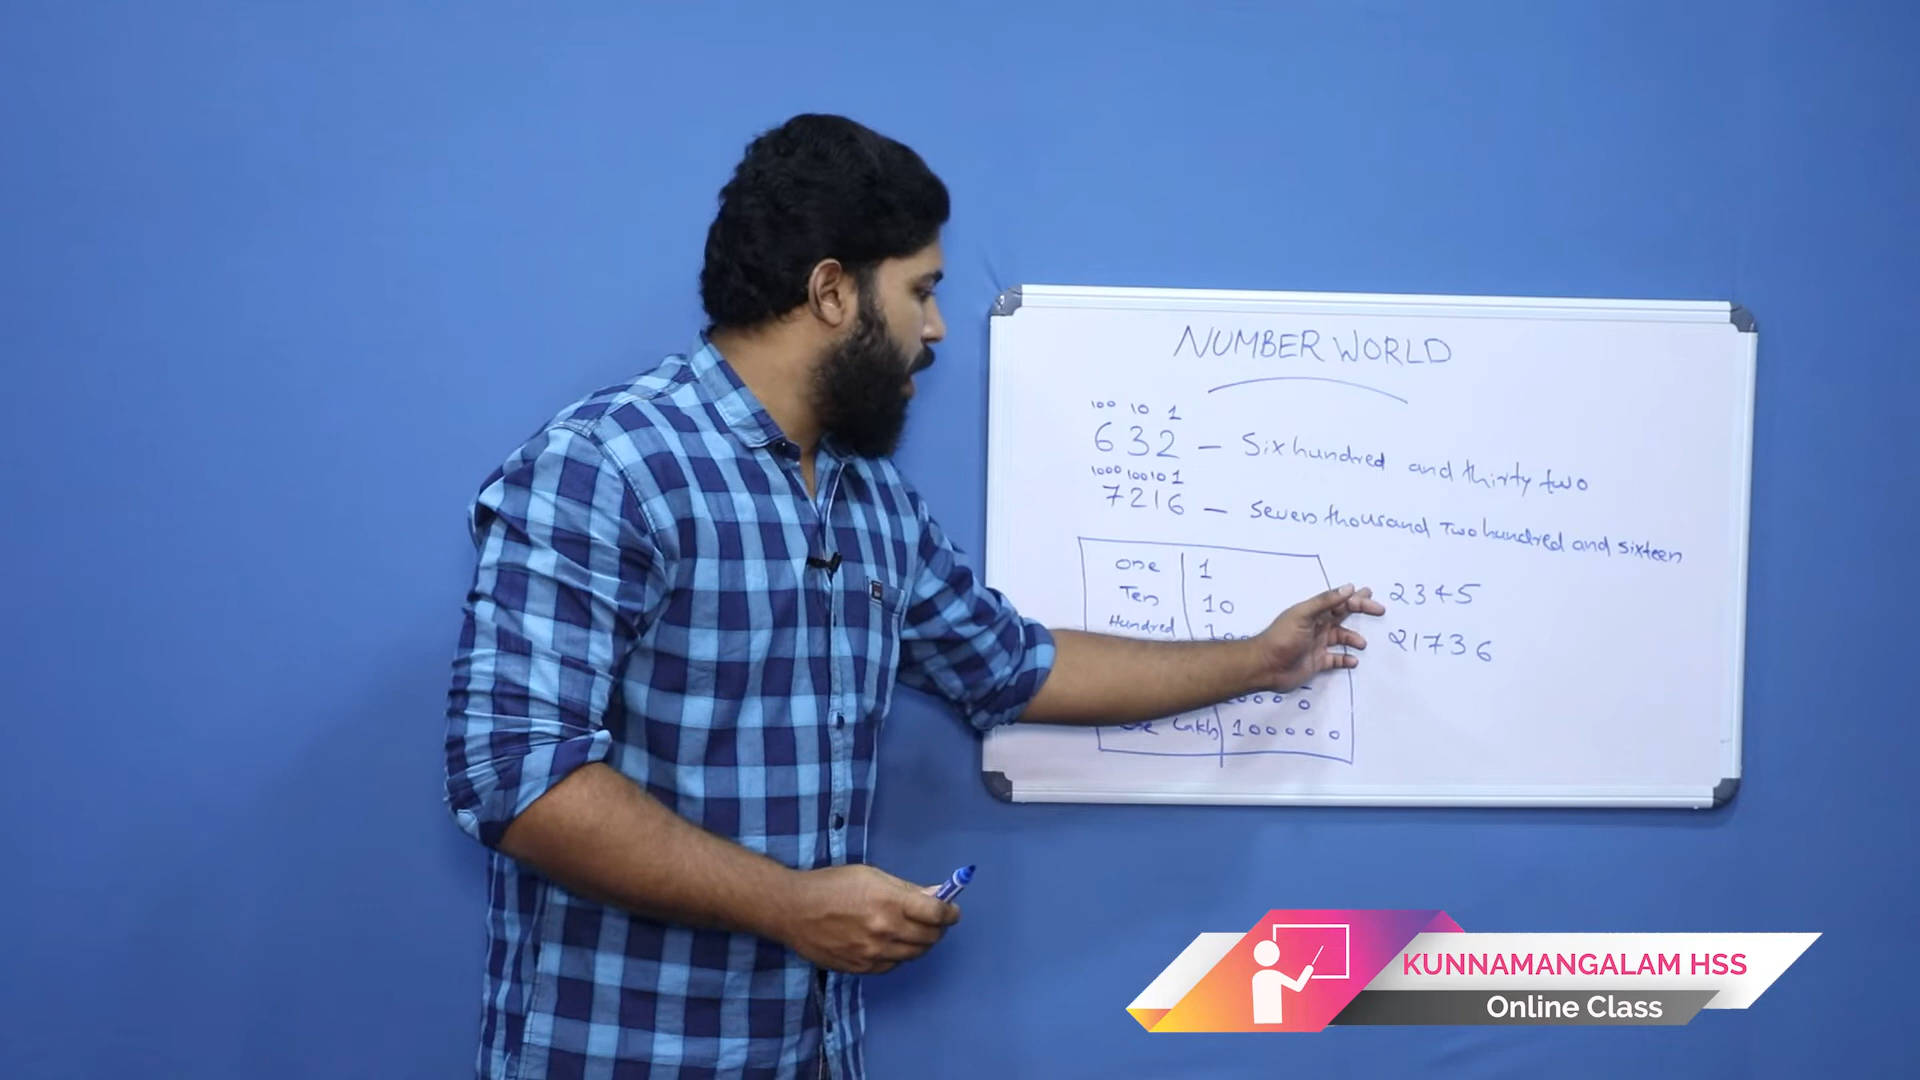 NUMBER WORLD
100 10 1
632 - Six hundred and thirty two
1000 100 10 1
7216 - Seven thousand Two hundred and sixteen
One 1
Ten 10
Hundred 100
Lakh 100000
2345
21736
KUNNAMANGALAM HSS
Online Class